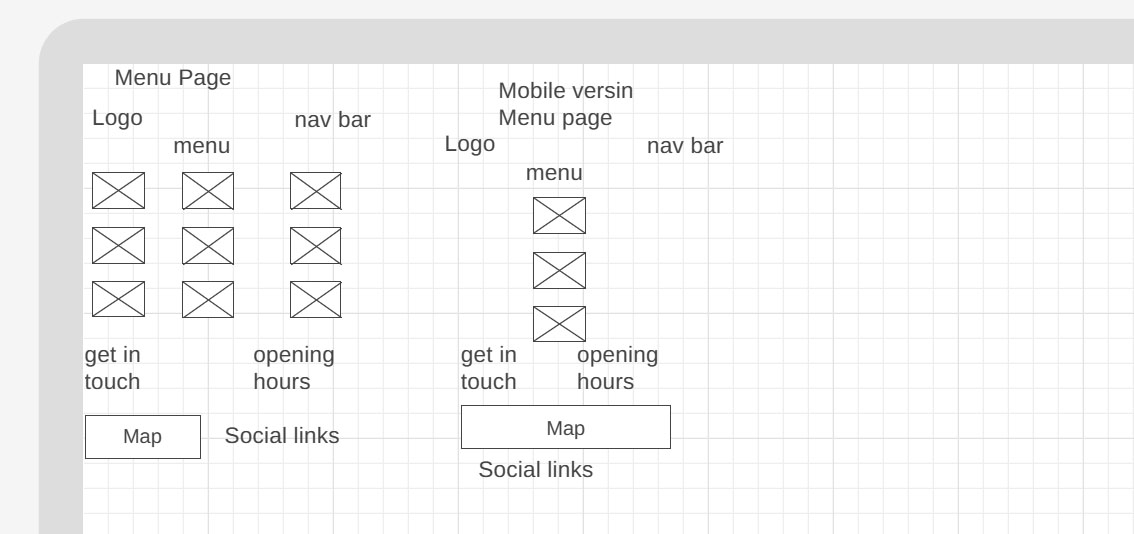 Menu Page
Logo
nav bar
menu
get in
touch
opening
hours
Map
Social links
Mobile versin
Menu page
Logo
nav bar
menu
get in
touch
opening
hours
Map
Social links